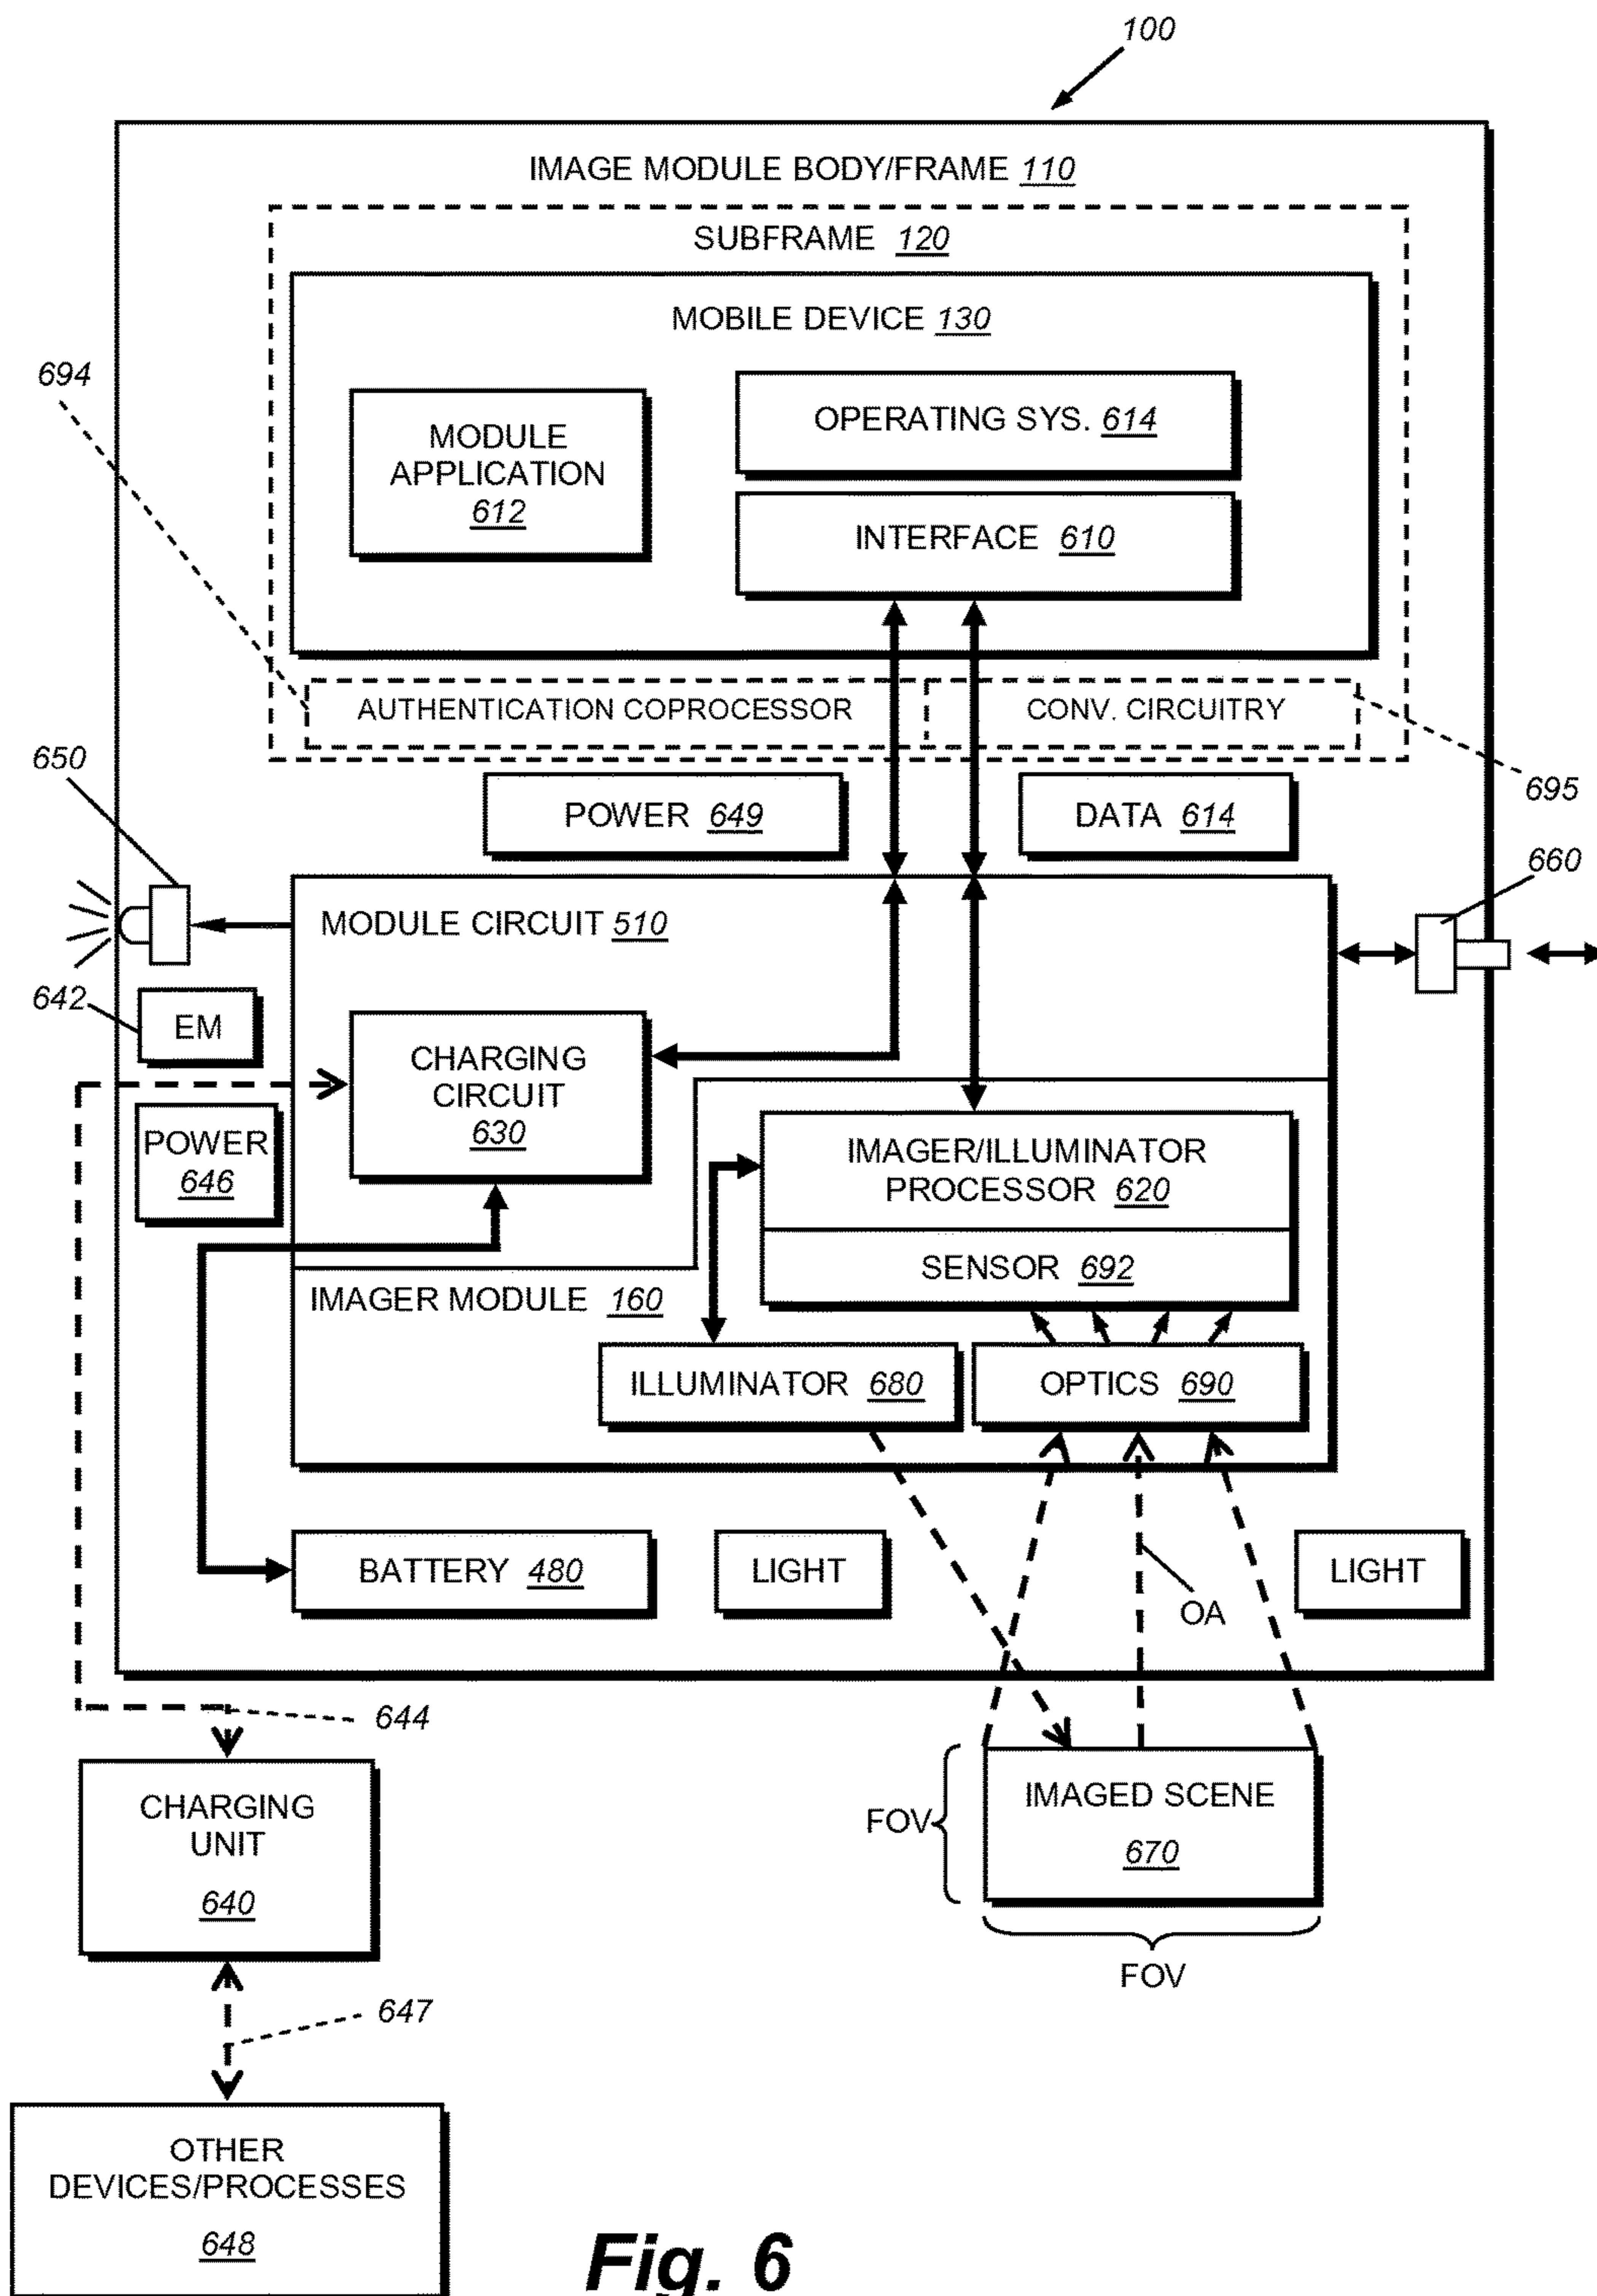 100
IMAGE MODULE BODY/FRAME 110
SUBFRAME 120
MOBILE DEVICE 130
694
MODULE
APPLICATION
612
OPERATING SYS. 614
INTERFACE 610
AUTHENTICATION COPROCESSOR
CONV. CIRCUITRY
695
650
POWER 649
DATA 614
660
MODULE CIRCUIT 510
642
EM
CHARGING
CIRCUIT
630
POWER
646
IMAGER/ILLUMINATOR
PROCESSOR 620
SENSOR 692
IMAGER MODULE 160
ILLUMINATOR 680
OPTICS 690
BATTERY 480
LIGHT
OA
LIGHT
644
CHARGING
UNIT
640
FOV
IMAGED SCENE
670
FOV
647
OTHER
DEVICES/PROCESSES
648
Fig. 6